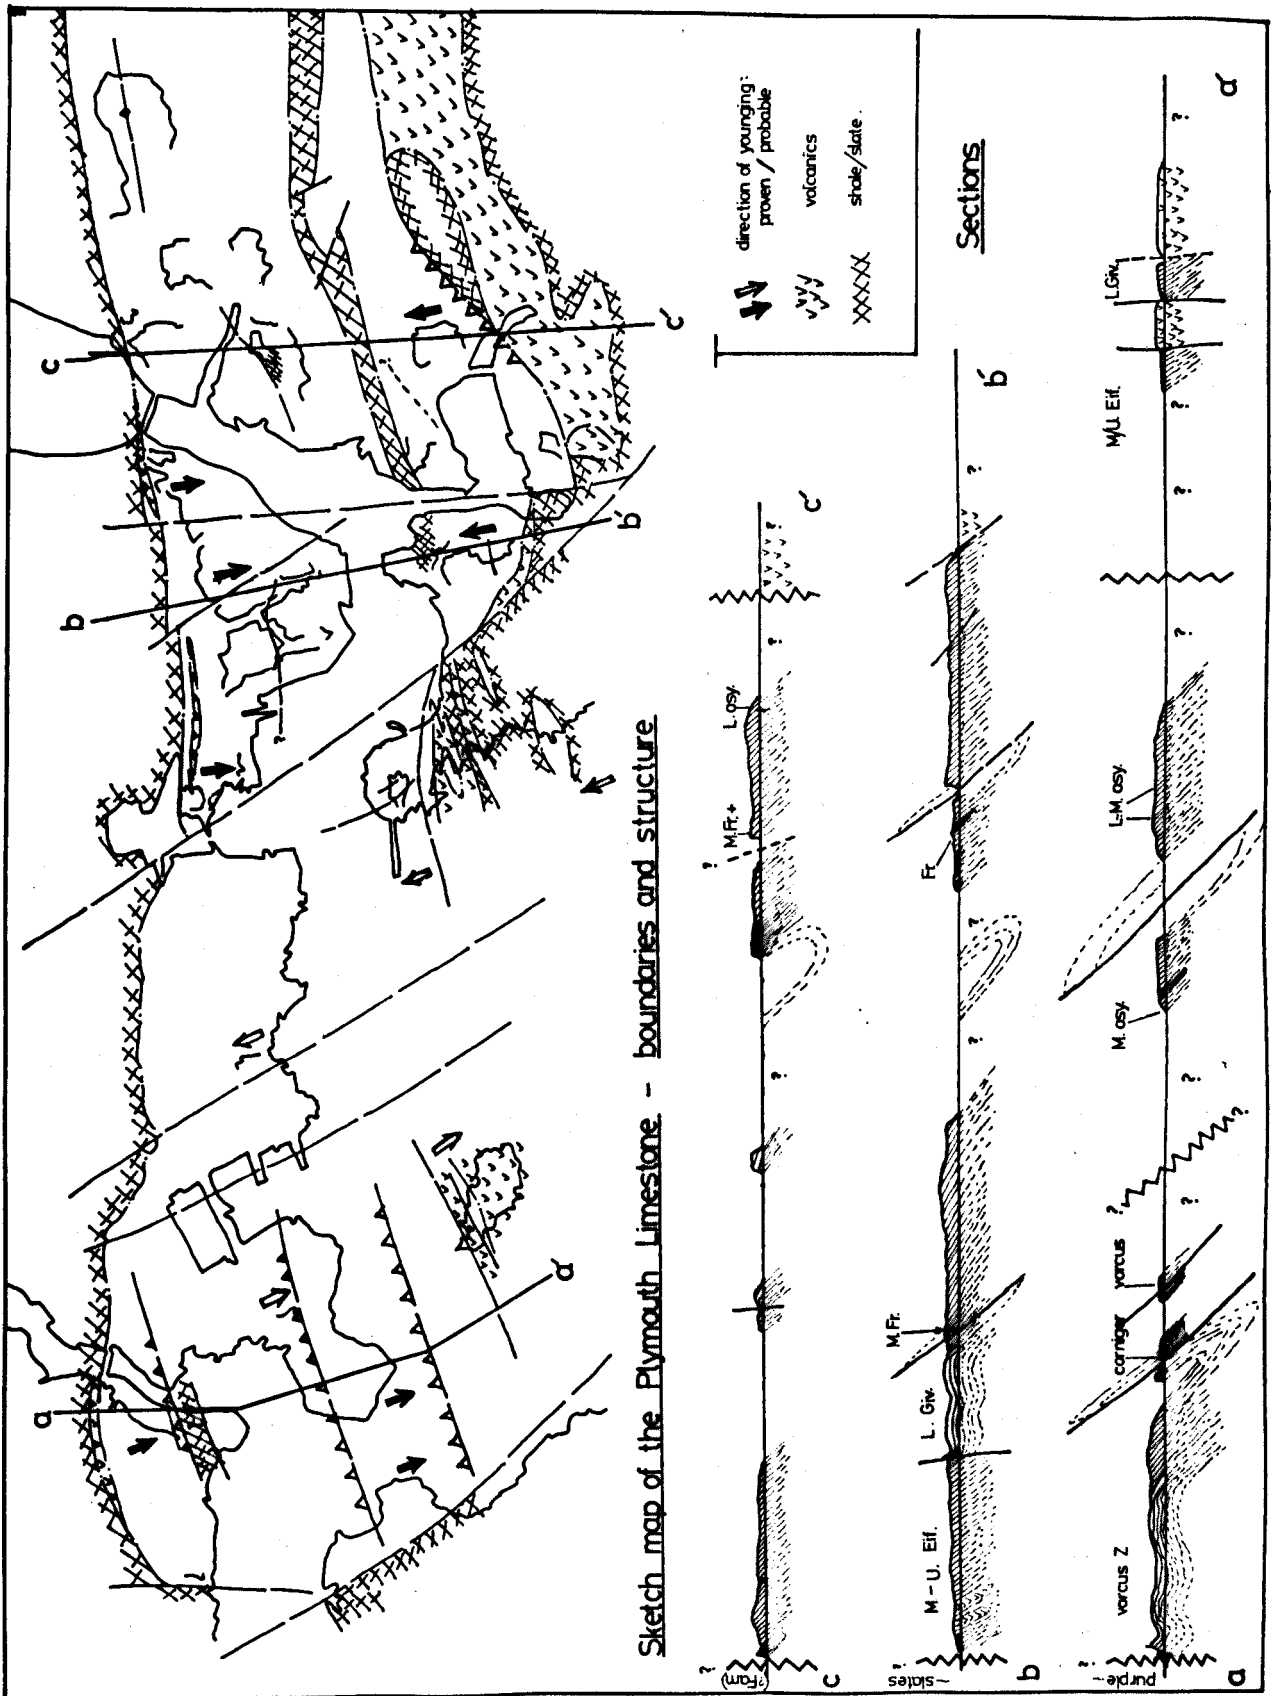 a
b
c
a'
b'
c'
Sketch map of the Plymouth Limestone - boundaries and structure
direction of younging:
proven / probable
volcanics
shale/slate.
Sections
?
(?Fam)
c
?
?
M.Fr.+
L. asy.
?
?
c'
?
~slates
b
M - U. Eif.
L. Giv.
M.Fr.
?
?
Fr.
?
b'
?
purple~
a
varcus Z
corniger
varcus
?
?
?
?
M. asy.
L-M. asy.
?
?
M/U. Eif.
?
L.Giv.
?
a'